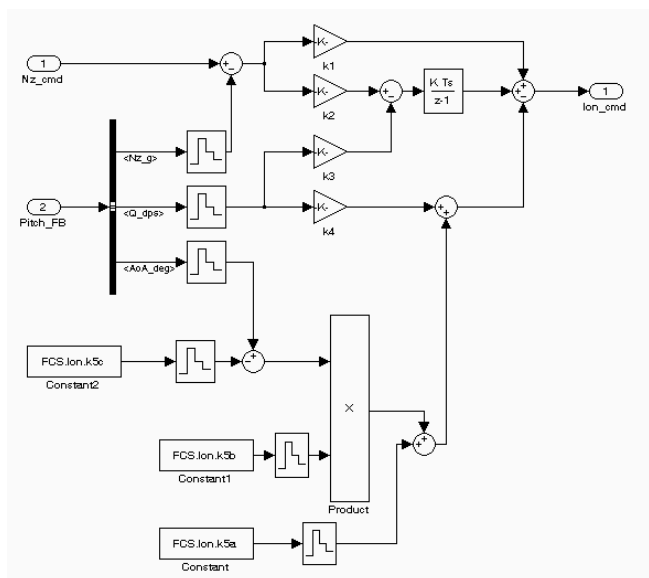 -K-
k1
1
Nz_cmd
-K-
k2
K Ts
z-1
1
lon_cmd
<Nz_g>
-K-
k3
2
Pitch_FB
<Q_dps>
-K-
k4
<AoA_deg>
FCS.lon.k5c
Constant2
×
FCS.lon.k5b
Constant1
Product
FCS.lon.k5a
Constant